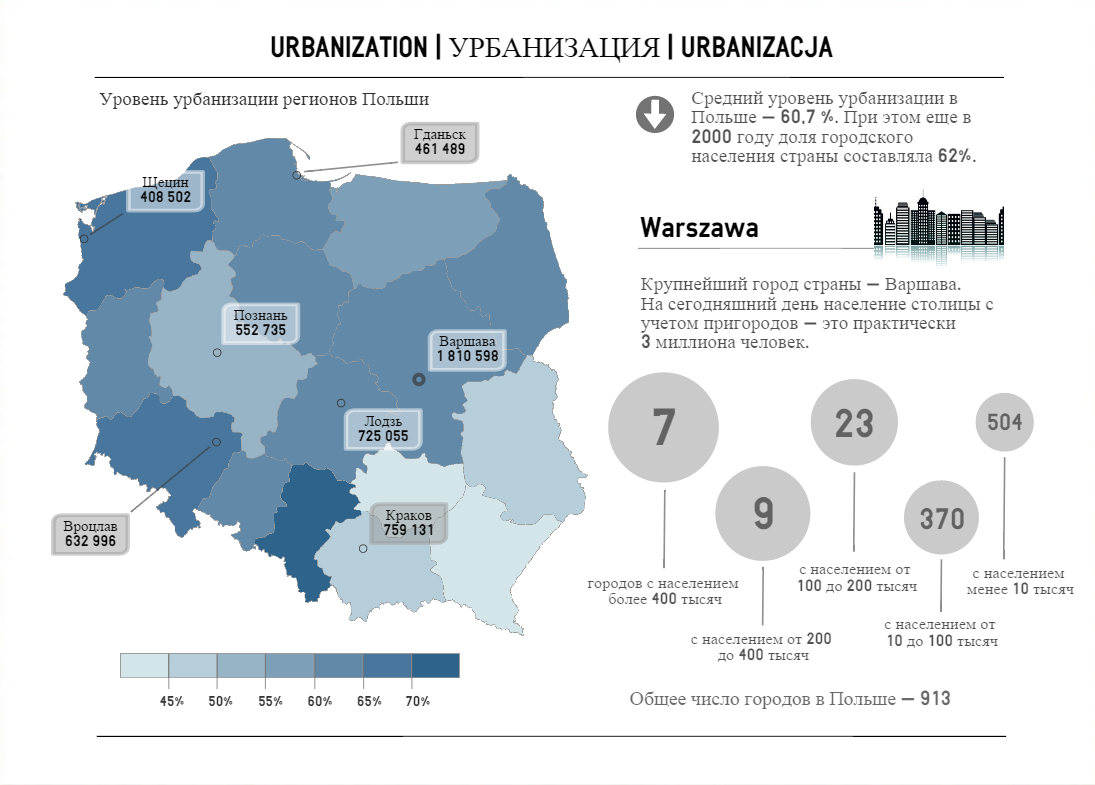 URBANIZATION | УРБАНИЗАЦИЯ | URBANIZACJA
Уровень урбанизации регионов Польши
Гданьск
461 489
Щецин
408 502
Познань
552 735
Варшава
1 810 598
Лодзь
725 055
Вроцлав
632 996
Краков
759 131
45% 50% 55% 60% 65% 70%
Средний уровень урбанизации в
Польше — 60,7 %. При этом еще в
2000 году доля городского
населения страны составляла 62%.
Warszawa
Крупнейший город страны — Варшава.
На сегодняшний день население столицы с
учетом пригородов — это практически
3 миллиона человек.
7
городов с населением
более 400 тысяч
9
с населением от 200
до 400 тысяч
23
с населением от
100 до 200 тысяч
370
с населением от
10 до 100 тысяч
504
с населением
менее 10 тысяч
Общее число городов в Польше — 913